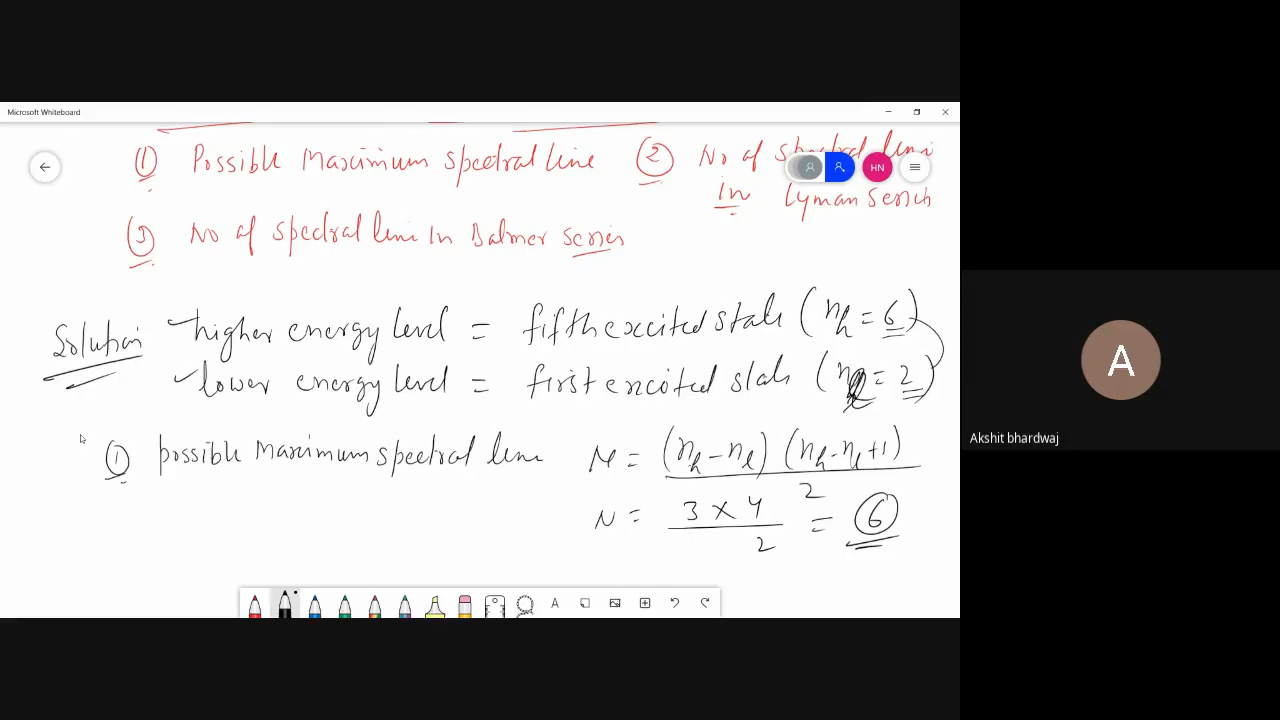 Microsoft Whiteboard
① Possible Maximum spectral line ② No of spectral line
in Lyman Series
HN
③ No of spectral line in Balmer series
Solution higher energy level = fifth excited state (nh = 6)
lower energy level = first excited state (nl = 2)
① possible Maximum spectral line N = (nh - nl) (nh - nl + 1)
2
N = 3 × 4
2
= ⑥
A
A
Akshit bhardwaj